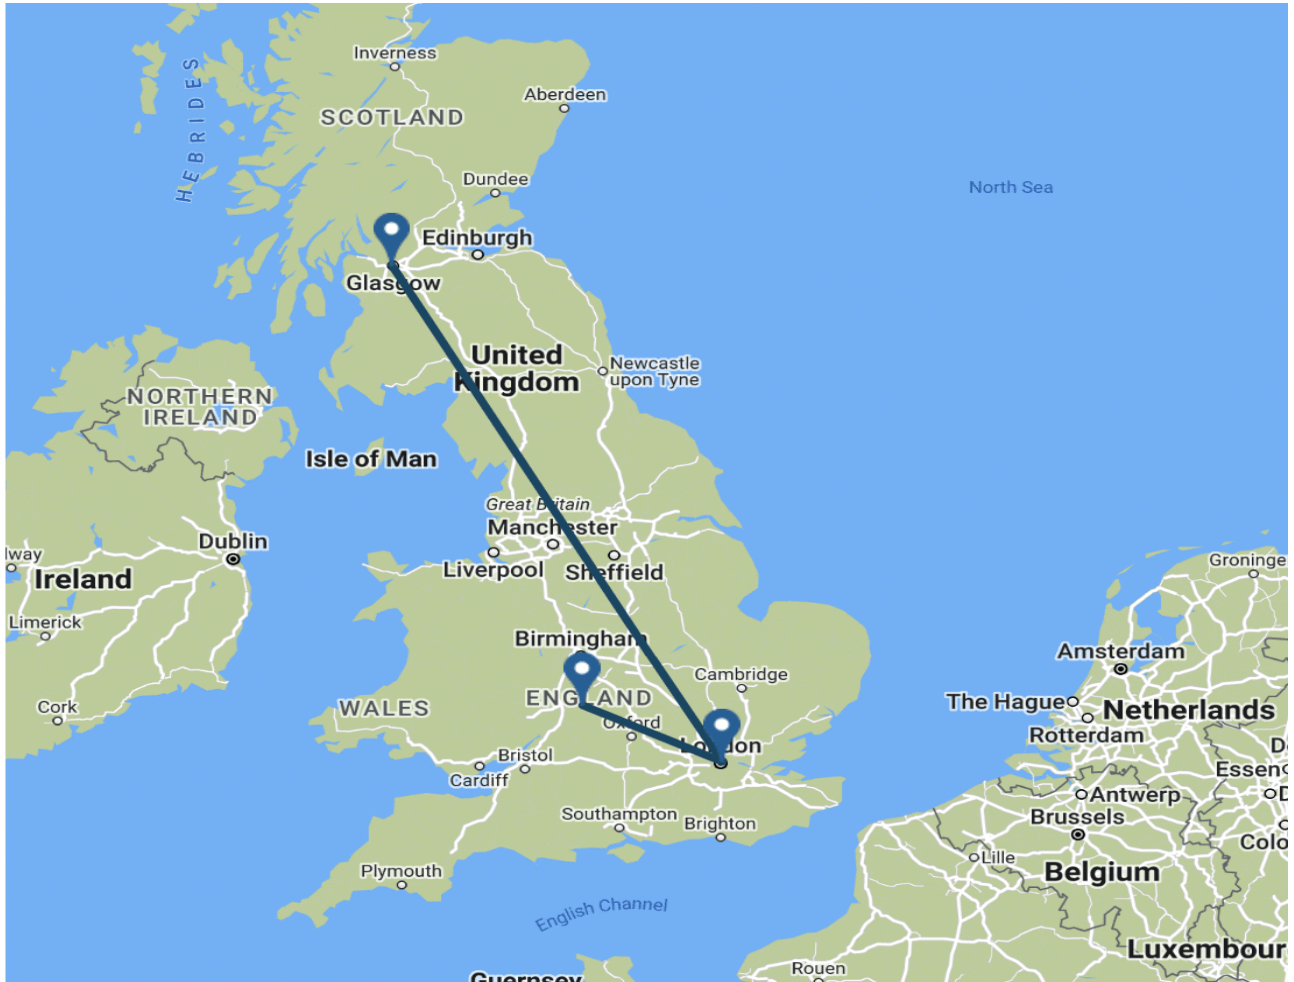 Inverness
HEBRIDES
Aberdeen
SCOTLAND
Dundee
North Sea
Edinburgh
Glasgow
United
Kingdom
Newcastle
upon Tyne
NORTHERN
IRELAND
Isle of Man
Great Britain
Manchester
Dublin
lway
Liverpool
Sheffield
Ireland
Groninge
Limerick
Birmingham
Amsterdam
Cambridge
ENGLAND
WALES
The Hague
Cork
Netherlands
Oxford
Rotterdam
London
D
Bristol
Essen
Cardiff
Antwerp
D
Southampton
Brussels
Brighton
Colo
Lille
Plymouth
Belgium
English Channel
Luxembour
Rouen
Guernsey